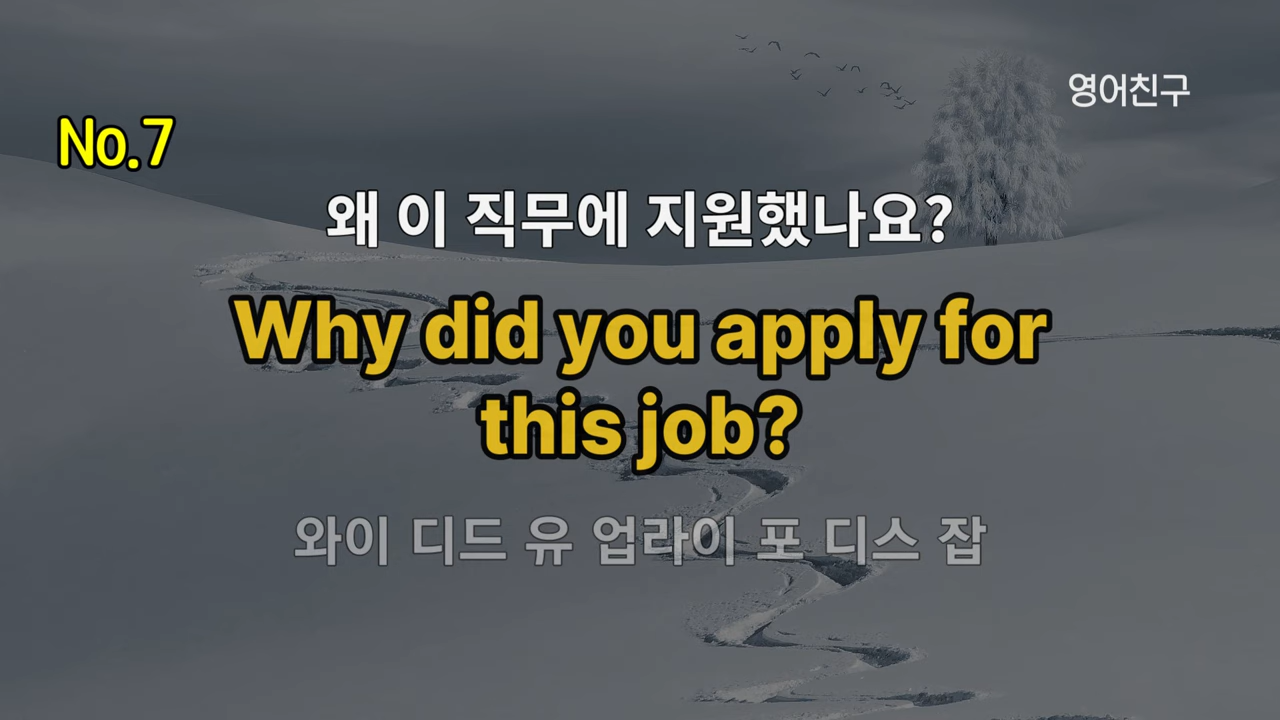 영어친구
No.7
왜 이 직무에 지원했나요?
Why did you apply for
this job?
와이 디드 유 업라이 포 디스 잡